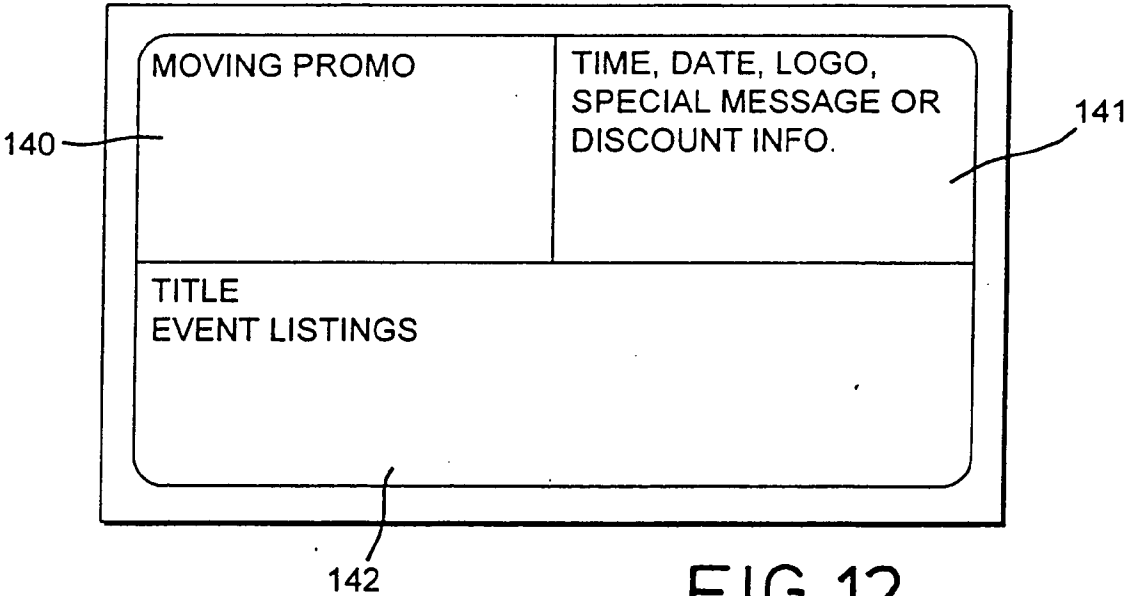 MOVING PROMO
TIME, DATE, LOGO,
SPECIAL MESSAGE OR
DISCOUNT INFO.
140
141
TITLE
EVENT LISTINGS
142
FIG.12